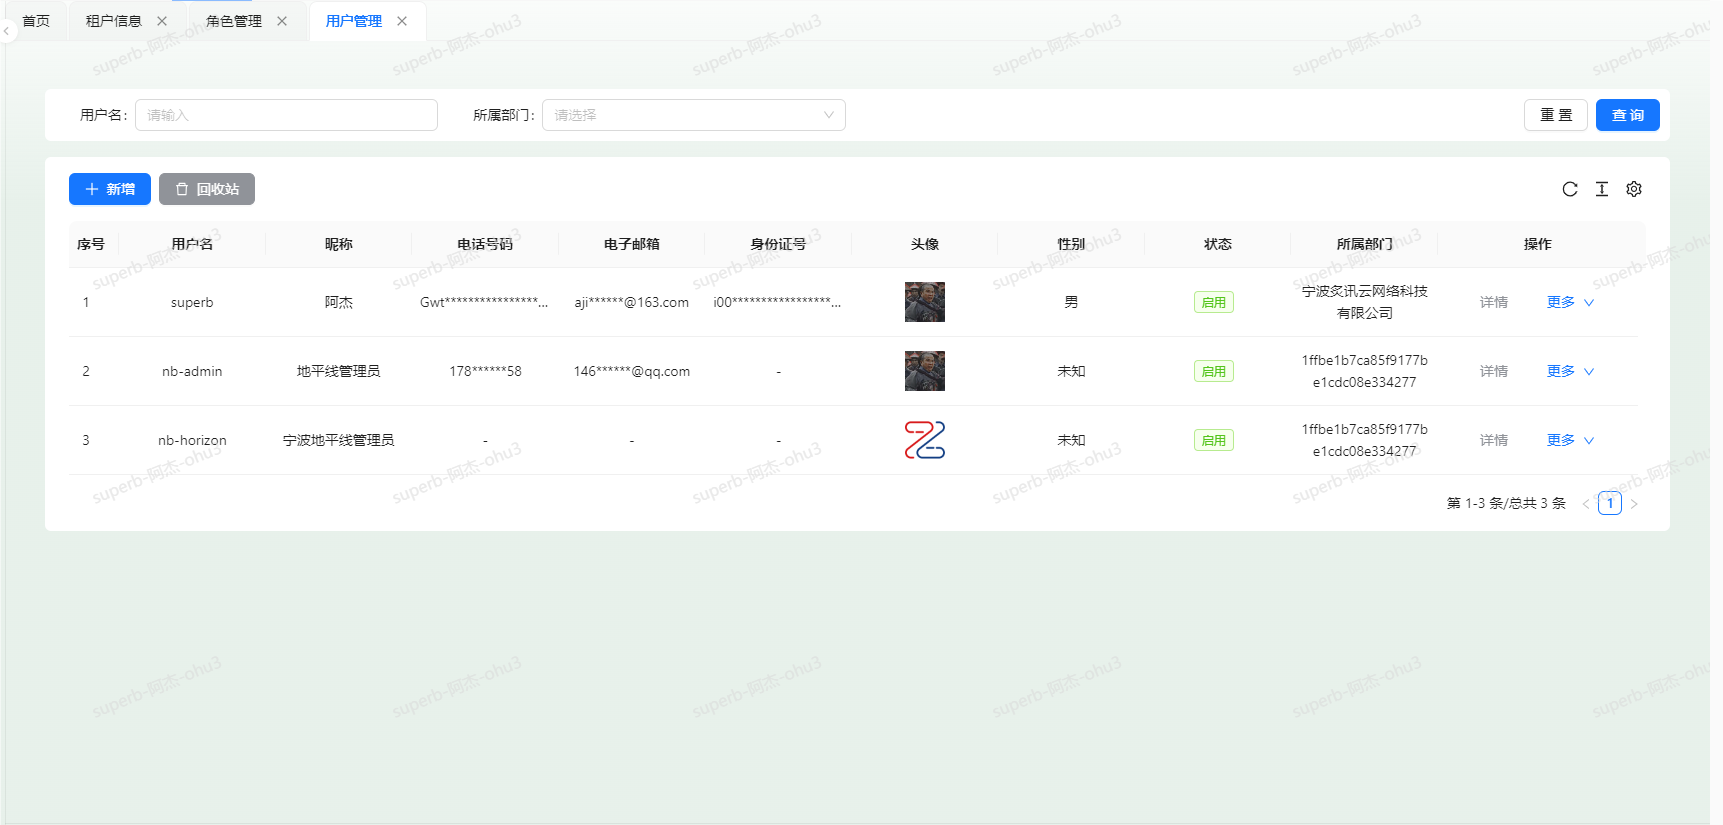 首页 租户信息 角色管理 用户管理
用户名: 请输入 所属部门: 请选择 重 置 查 询
新增 回收站
序号 用户名 昵称 电话号码 电子邮箱 身份证号 头像 性别 状态 所属部门 操作
1 superb 阿杰 Gwt****************... aji******@163.com i00*****************... 男 启用 宁波炙讯云网络科技 详情 更多
有限公司
2 nb-admin 地平线管理员 178******58 146******@qq.com - 未知 启用 1ffbe1b7ca85f9177b 详情 更多
e1cdc08e334277
3 nb-horizon 宁波地平线管理员 - - - 未知 启用 1ffbe1b7ca85f9177b 详情 更多
e1cdc08e334277
第 1-3 条/总共 3 条 1
superb-阿杰-ohu3